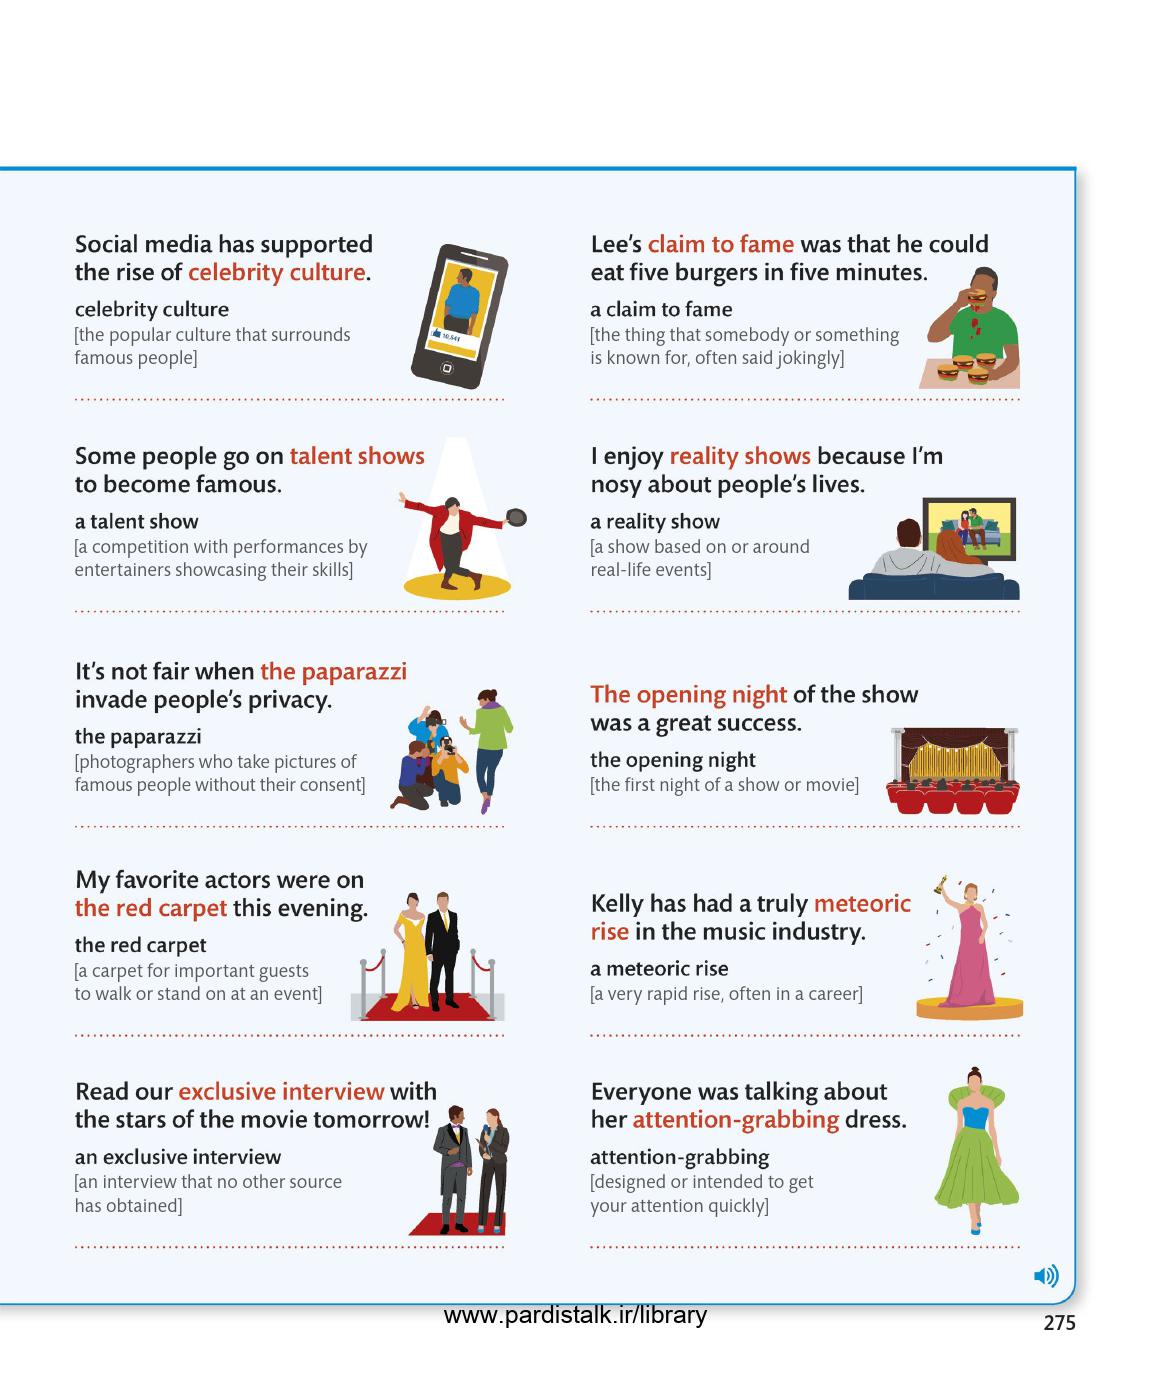 Social media has supported
the rise of celebrity culture.
celebrity culture
[the popular culture that surrounds
famous people]
10,541
Lee's claim to fame was that he could
eat five burgers in five minutes.
a claim to fame
[the thing that somebody or something
is known for, often said jokingly]
Some people go on talent shows
to become famous.
a talent show
[a competition with performances by
entertainers showcasing their skills]
I enjoy reality shows because I'm
nosy about people's lives.
a reality show
[a show based on or around
real-life events]
It's not fair when the paparazzi
invade people's privacy.
the paparazzi
[photographers who take pictures of
famous people without their consent]
The opening night of the show
was a great success.
the opening night
[the first night of a show or movie]
My favorite actors were on
the red carpet this evening.
the red carpet
[a carpet for important guests
to walk or stand on at an event]
Kelly has had a truly meteoric
rise in the music industry.
a meteoric rise
[a very rapid rise, often in a career]
Read our exclusive interview with
the stars of the movie tomorrow!
an exclusive interview
[an interview that no other source
has obtained]
Everyone was talking about
her attention-grabbing dress.
attention-grabbing
[designed or intended to get
your attention quickly]
www.pardistalk.ir/library
275